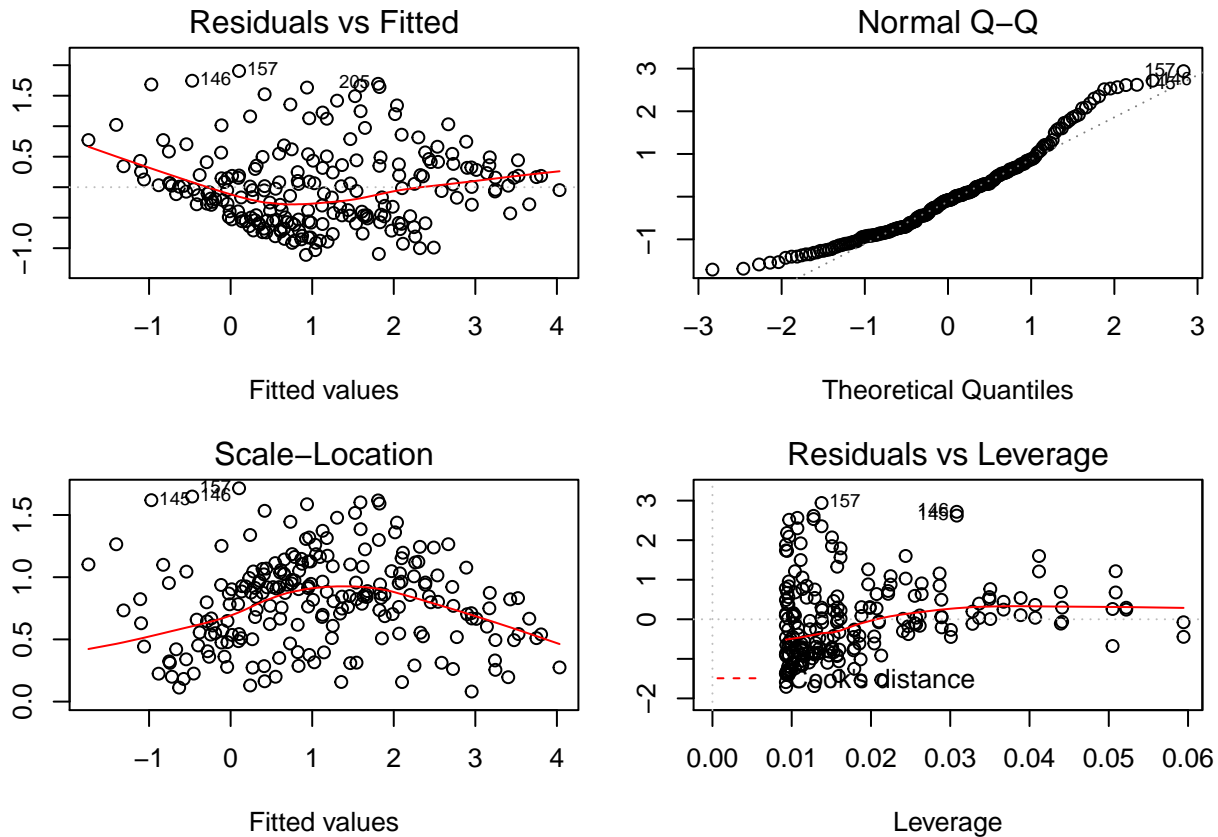 Residuals vs Fitted
−1.0 0.5 1.5
146 157 205
−1 0 1 2 3 4
Fitted values
Normal Q−Q
−1 1 3
157 146 145
−3 −2 −1 0 1 2 3
Theoretical Quantiles
Scale−Location
0.0 0.5 1.0 1.5
145 146 157
−1 0 1 2 3 4
Fitted values
Residuals vs Leverage
−2 −1 0 1 2 3
157 146 145
Cook's distance
0.00 0.01 0.02 0.03 0.04 0.05 0.06
Leverage